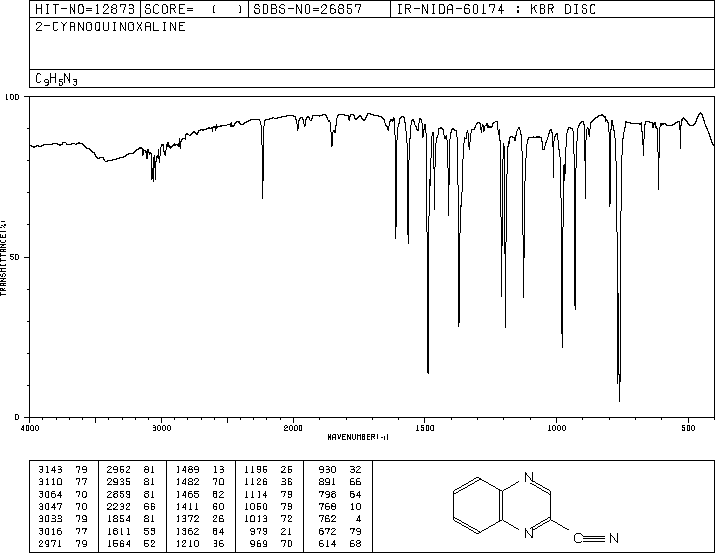 HIT-NO=12873 SCORE= ( ) SDBS-NO=26857 IR-NIDA-60174 : KBR DISC
2-CYANOQUINOXALINE
C9H5N3
100
TRANSMITTANCE(%)
50
0
4000 3000 2000 1500 1000 500
WAVENUMBER(-1)
3143 79 2952 81 1489 13 1196 26 930 32
3110 77 2935 81 1482 70 1126 36 891 66
3064 70 2859 81 1465 62 1114 79 798 64
3047 70 2232 66 1411 60 1050 79 768 10
3033 79 1854 81 1372 26 1013 72 762 4
3016 77 1611 53 1362 84 979 21 672 79
2971 79 1564 52 1210 36 969 70 614 68
N
N
C N